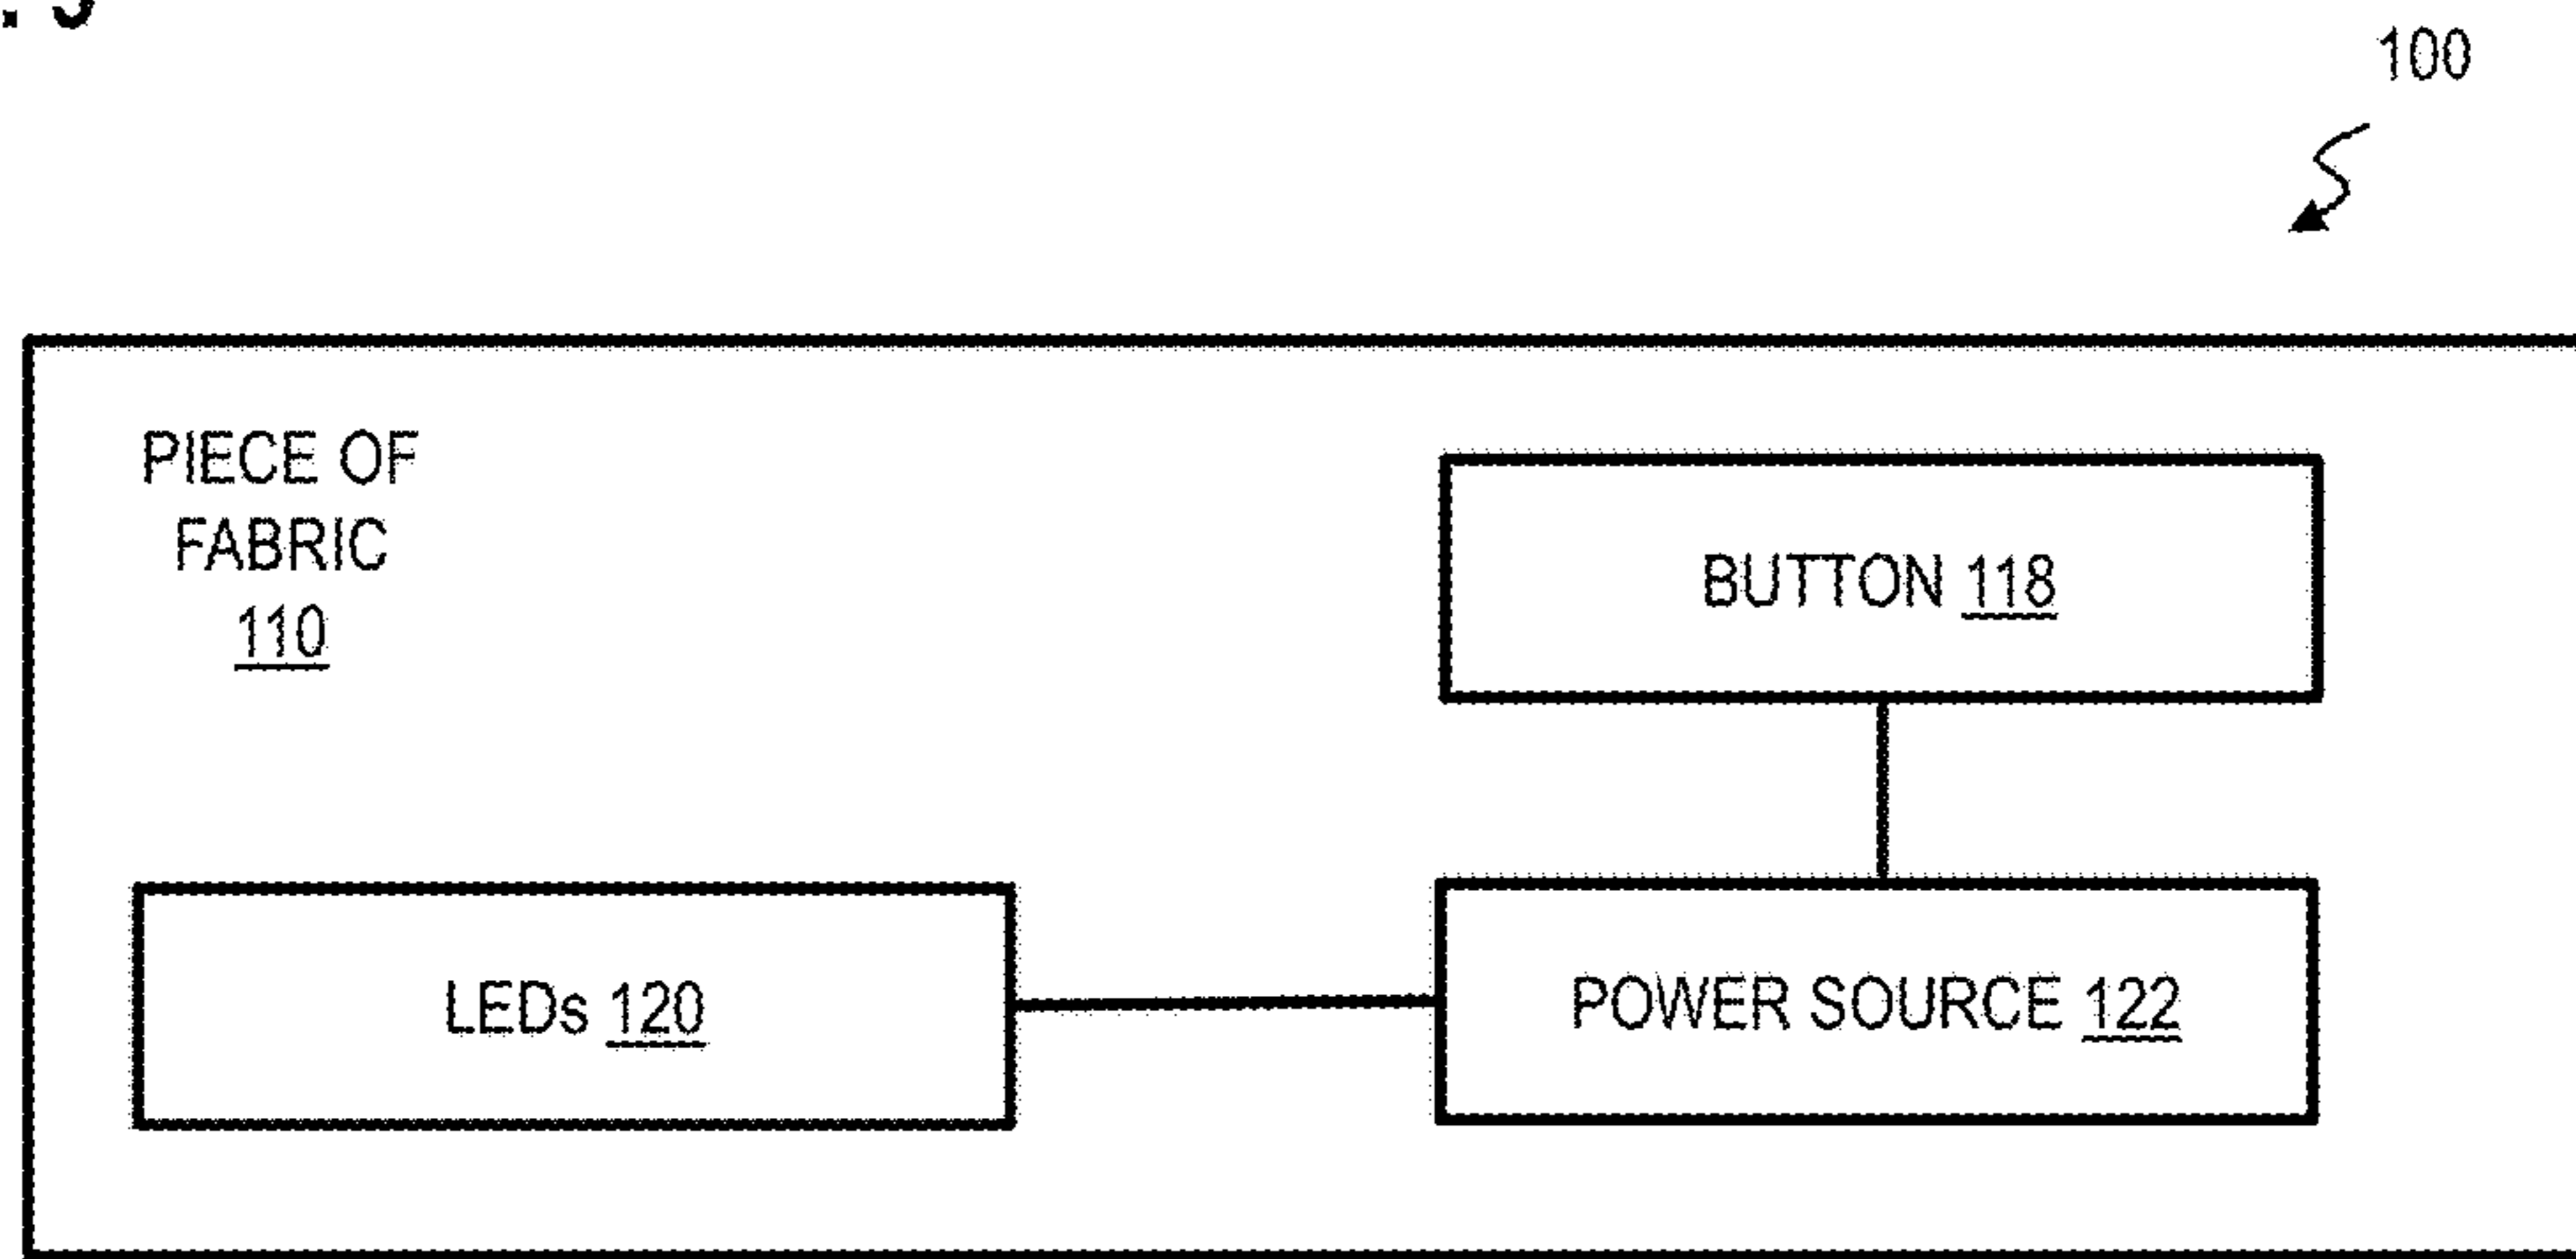 100
PIECE OF
FABRIC
110
BUTTON 118
LEDs 120
POWER SOURCE 122